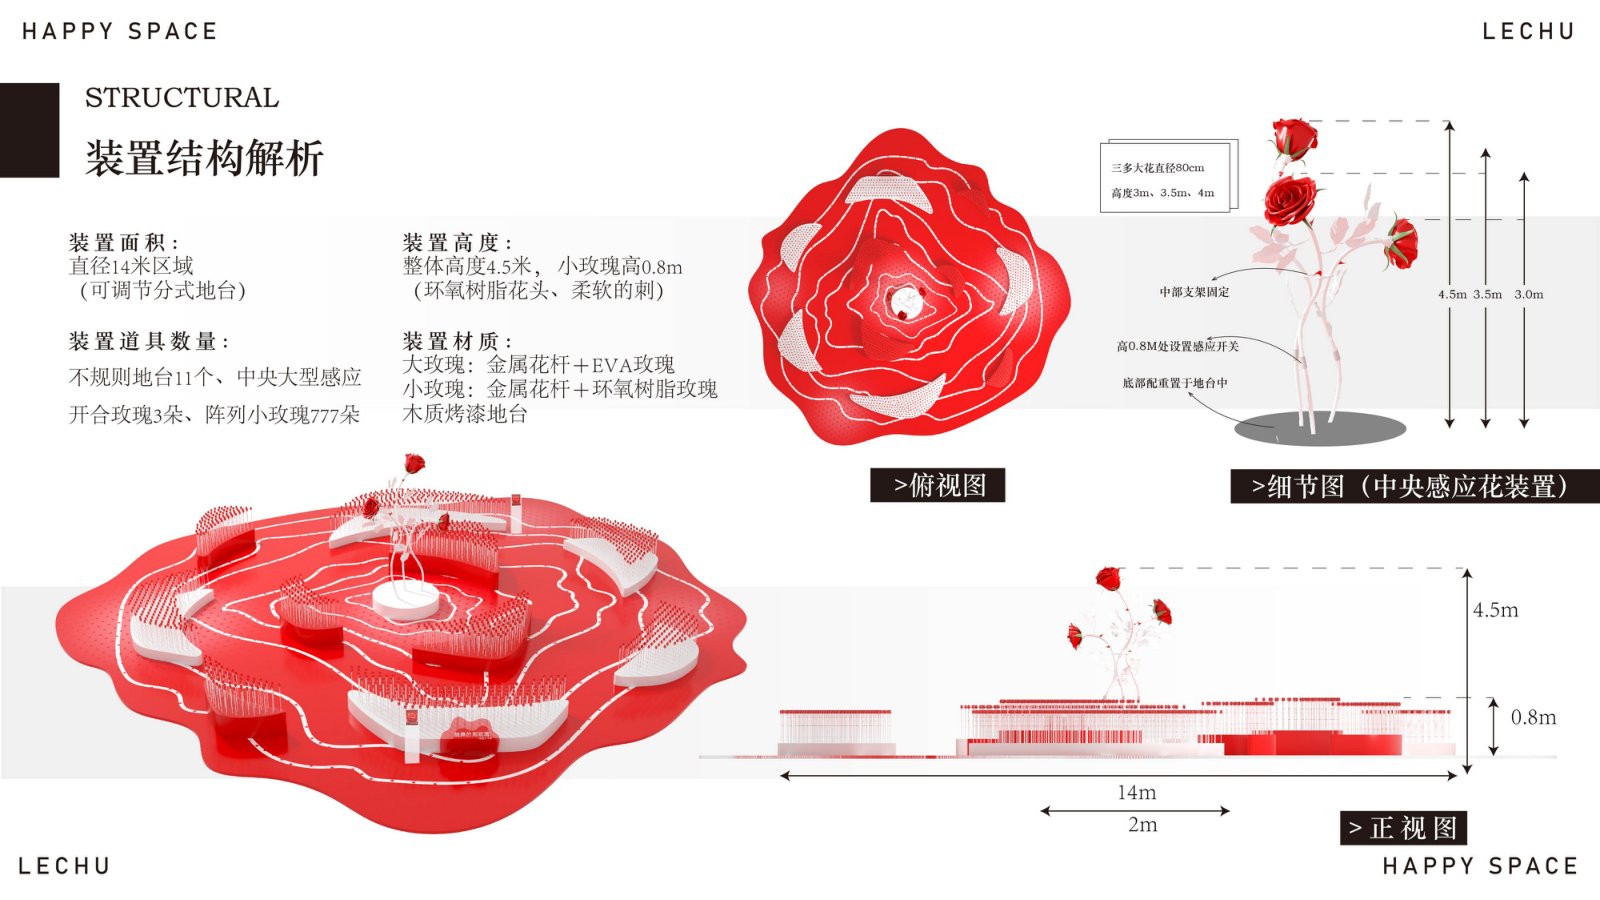 HAPPY SPACE
LECHU
STRUCTURAL
装置结构解析
装置面积：
直径14米区域
（可调节分式地台）
装置高度：
整体高度4.5米，小玫瑰高0.8m
（环氧树脂花头、柔软的刺）
装置道具数量：
不规则地台11个、中央大型感应
开合玫瑰3朵、阵列小玫瑰777朵
装置材质：
大玫瑰：金属花杆＋EVA玫瑰
小玫瑰：金属花杆＋环氧树脂玫瑰
木质烤漆地台
>俯视图
三多大花直径80cm
高度3m、3.5m、4m
中部支架固定
高0.8M处设置感应开关
底部配重置于地台中
4.5m
3.5m
3.0m
>细节图（中央感应花装置）
4.5m
0.8m
14m
2m
>正视图
LECHU
HAPPY SPACE